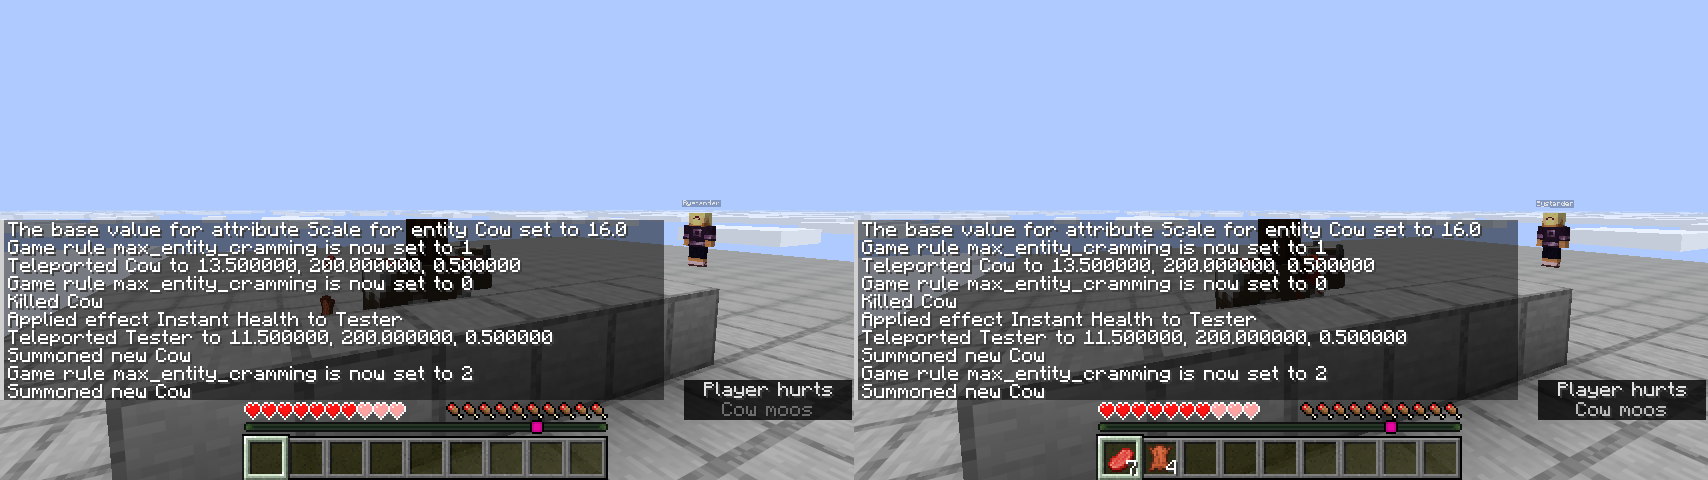 Bystander
The base value for attribute Scale for entity Cow set to 16.0
Game rule max_entity_cramming is now set to 1
Teleported Cow to 13.500000, 200.000000, 0.500000
Game rule max_entity_cramming is now set to 0
Killed Cow
Applied effect Instant Health to Tester
Teleported Tester to 11.500000, 200.000000, 0.500000
Summoned new Cow
Game rule max_entity_cramming is now set to 2
Summoned new Cow
Player hurts
Cow moos
Bystander
The base value for attribute Scale for entity Cow set to 16.0
Game rule max_entity_cramming is now set to 1
Teleported Cow to 13.500000, 200.000000, 0.500000
Game rule max_entity_cramming is now set to 0
Killed Cow
Applied effect Instant Health to Tester
Teleported Tester to 11.500000, 200.000000, 0.500000
Summoned new Cow
Game rule max_entity_cramming is now set to 2
Summoned new Cow
Player hurts
Cow moos
7 4